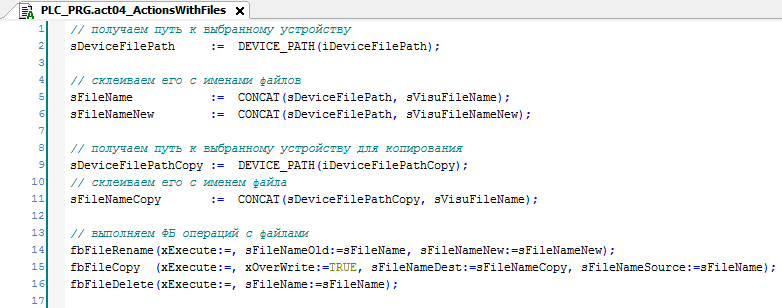 PLC_PRG.act04_ActionsWithFiles
1 // получаем путь к выбранному устройству
2 sDeviceFilePath := DEVICE_PATH(iDeviceFilePath);
3
4 // склеиваем его с именами файлов
5 sFileName := CONCAT(sDeviceFilePath, sVisuFileName);
6 sFileNameNew := CONCAT(sDeviceFilePath, sVisuFileNameNew);
7
8 // получаем путь к выбранному устройству для копирования
9 sDeviceFilePathCopy := DEVICE_PATH(iDeviceFilePathCopy);
10 // склеиваем его с именем файла
11 sFileNameCopy := CONCAT(sDeviceFilePathCopy, sVisuFileName);
12
13 // выполняем ФБ операций с файлами
14 fbFileRename(xExecute:=, sFileNameOld:=sFileName, sFileNameNew:=sFileNameNew);
15 fbFileCopy (xExecute:=, xOverWrite:=TRUE, sFileNameDest:=sFileNameCopy, sFileNameSource:=sFileName);
16 fbFileDelete(xExecute:=, sFileName:=sFileName);
17